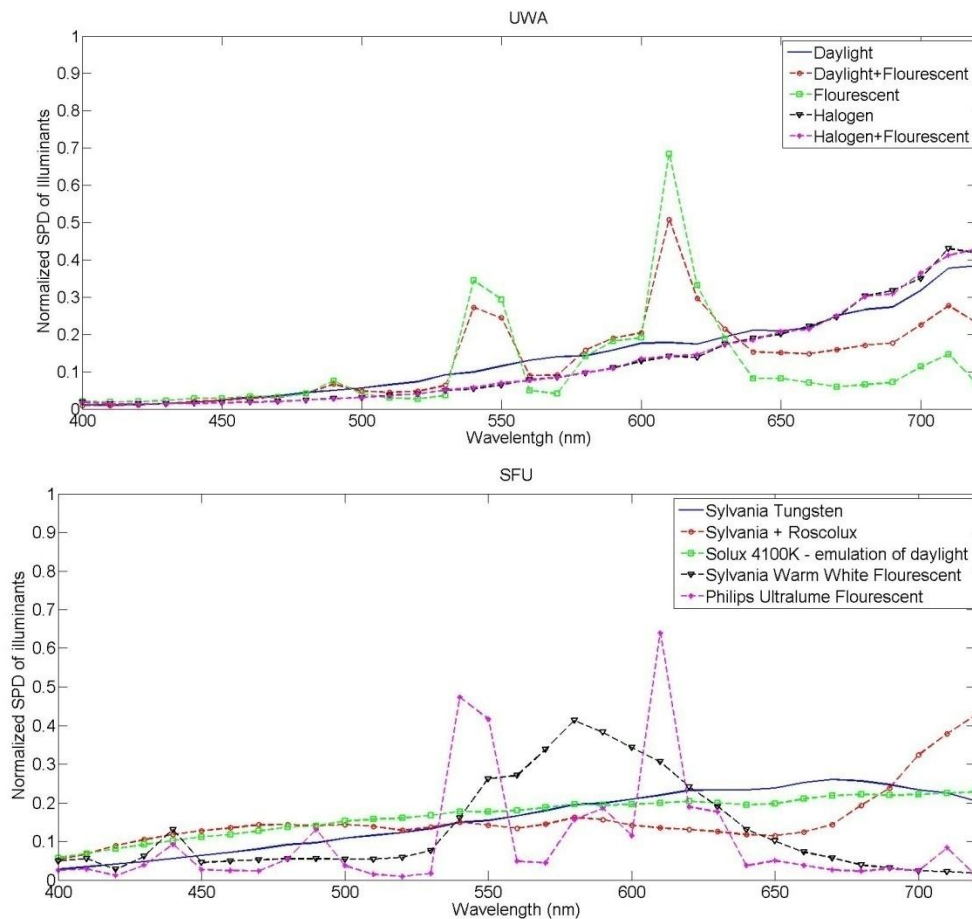 UWA
1
0.9
0.8
0.7
0.6
0.5
0.4
0.3
0.2
0.1
0
Normalized SPD of Illuminants
Daylight
Daylight+Flourescent
Flourescent
Halogen
Halogen+Flourescent
400 450 500 550 600 650 700
Wavelentgh (nm)
SFU
1
0.9
0.8
0.7
0.6
0.5
0.4
0.3
0.2
0.1
0
Normalized SPD of illuminants
Sylvania Tungsten
Sylvania + Roscolux
Solux 4100K - emulation of daylight
Sylvania Warm White Flourescent
Philips Ultralume Flourescent
400 450 500 550 600 650 700
Wavelength (nm)